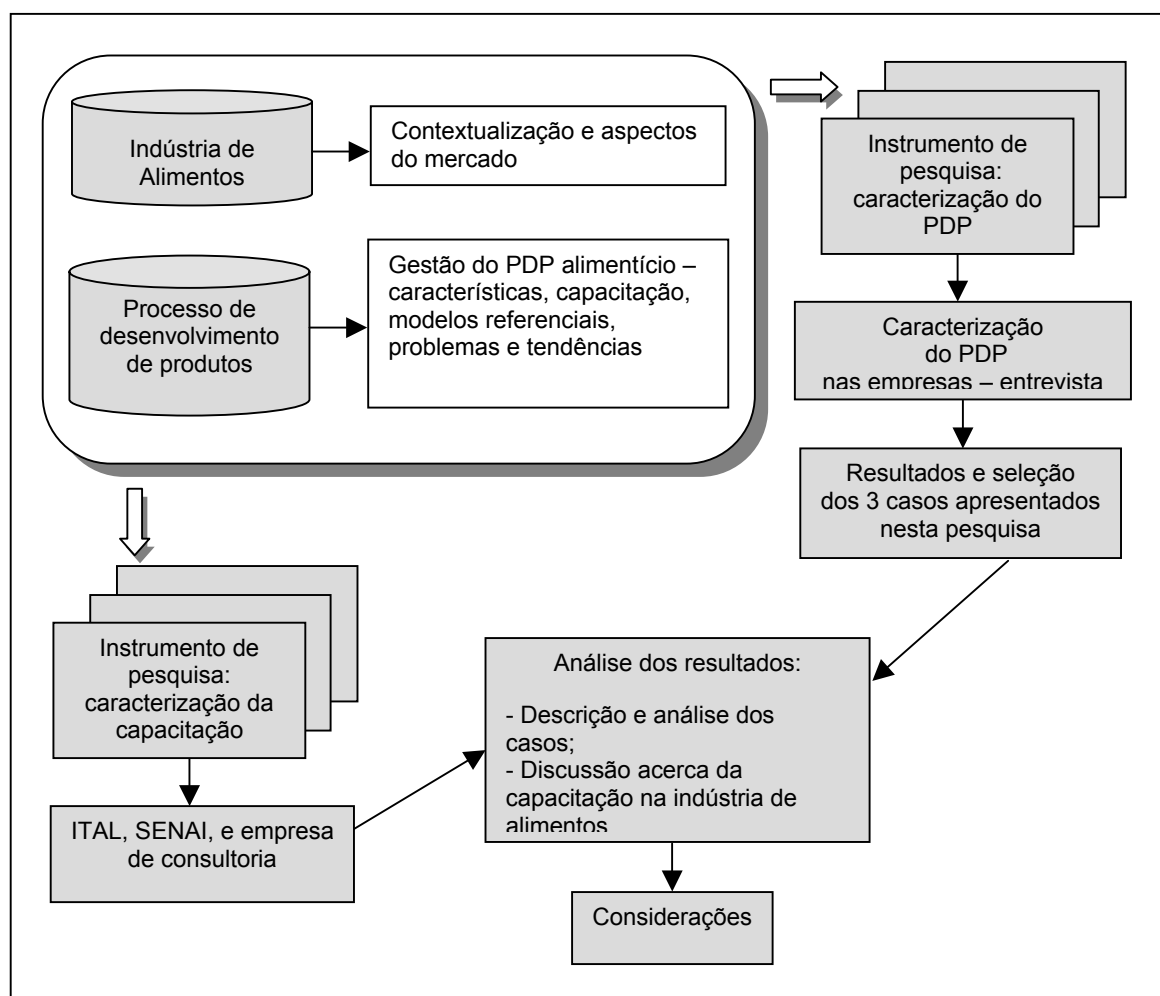 Indústria de
Alimentos
Contextualização e aspectos
do mercado
Processo de
desenvolvimento
de produtos
Gestão do PDP alimentício –
características, capacitação,
modelos referenciais,
problemas e tendências
Instrumento de
pesquisa:
caracterização do
PDP
Caracterização
do PDP
nas empresas – entrevista
Resultados e seleção
dos 3 casos apresentados
nesta pesquisa
Instrumento de
pesquisa:
caracterização da
capacitação
ITAL, SENAI, e empresa
de consultoria
Análise dos resultados:
- Descrição e análise dos
casos;
- Discussão acerca da
capacitação na indústria de
alimentos
Considerações